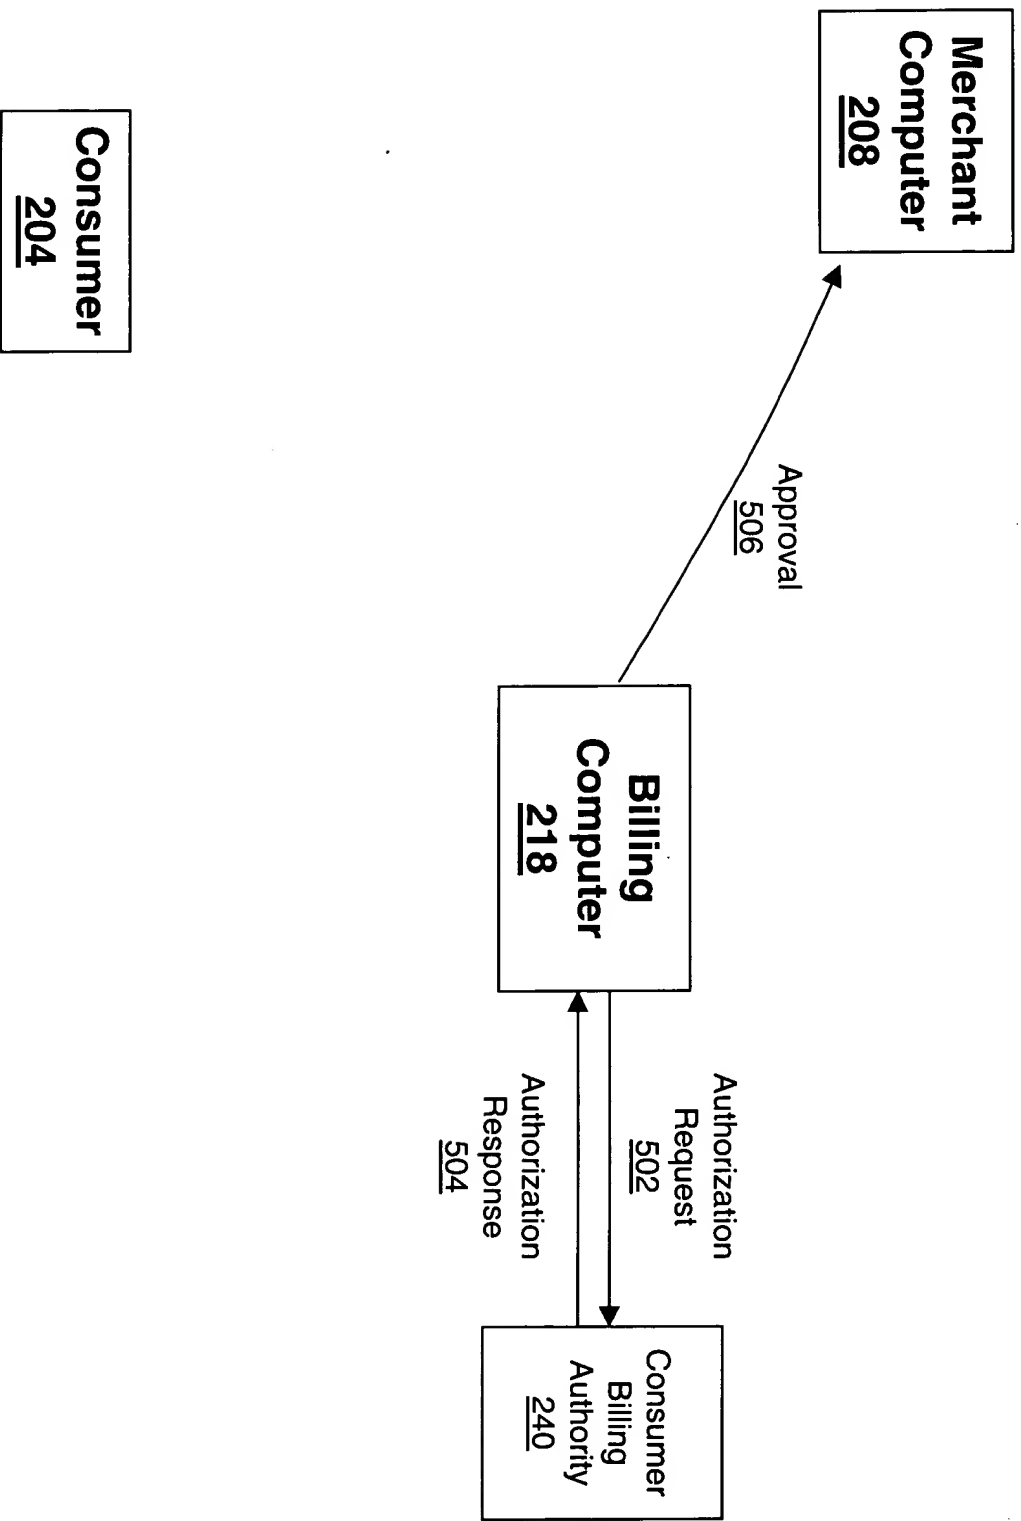 Merchant
Computer
208
Approval
506
Consumer
204
Billing
Computer
218
Authorization
Request
502
Authorization
Response
504
Consumer
Billing
Authority
240